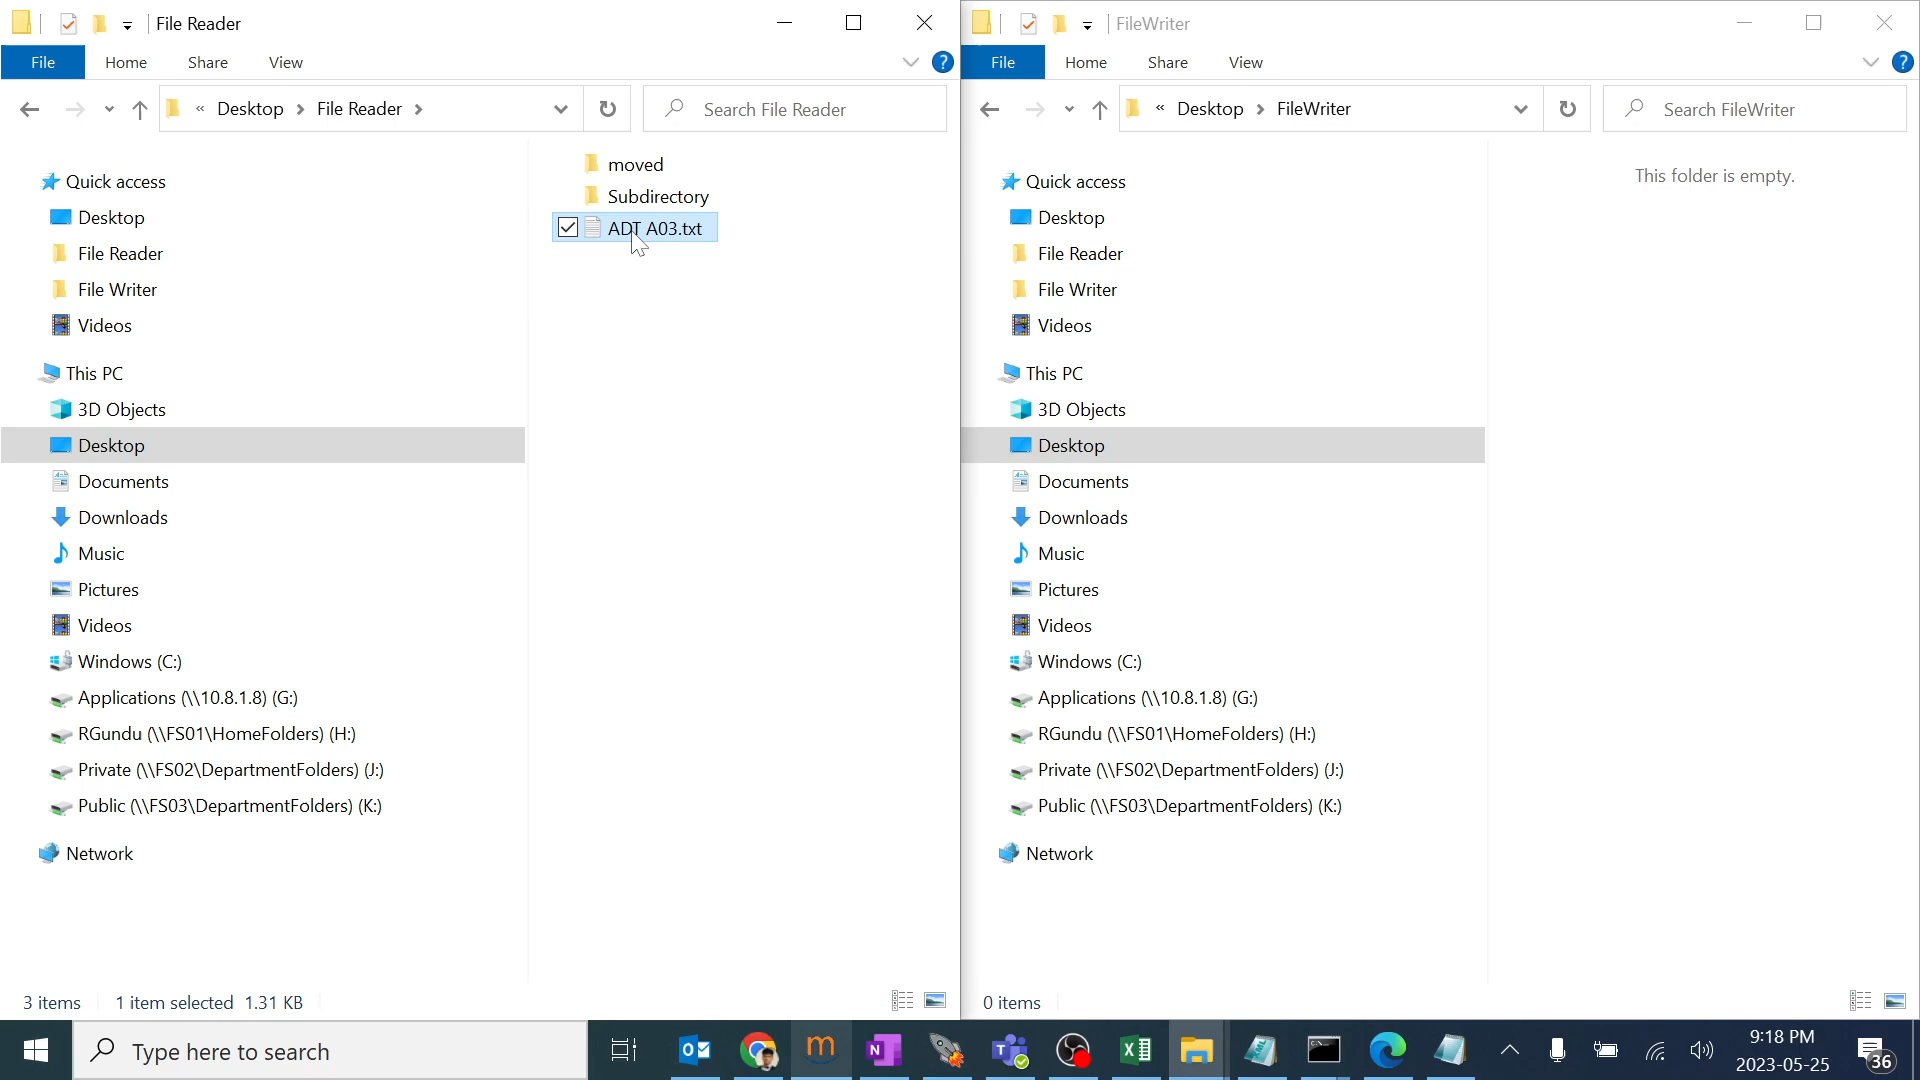 File Reader
File Home Share View
« Desktop > File Reader >
Search File Reader
Quick access
Desktop
File Reader
File Writer
Videos
This PC
3D Objects
Desktop
Documents
Downloads
Music
Pictures
Videos
Windows (C:)
Applications (\\10.8.1.8) (G:)
RGundu (\\FS01\HomeFolders) (H:)
Private (\\FS02\DepartmentFolders) (J:)
Public (\\FS03\DepartmentFolders) (K:)
Network
moved
Subdirectory
ADT A03.txt
3 items 1 item selected 1.31 KB
FileWriter
File Home Share View
« Desktop > FileWriter
Search FileWriter
Quick access
Desktop
File Reader
File Writer
Videos
This PC
3D Objects
Desktop
Documents
Downloads
Music
Pictures
Videos
Windows (C:)
Applications (\\10.8.1.8) (G:)
RGundu (\\FS01\HomeFolders) (H:)
Private (\\FS02\DepartmentFolders) (J:)
Public (\\FS03\DepartmentFolders) (K:)
Network
This folder is empty.
0 items
Type here to search
9:18 PM
2023-05-25
36